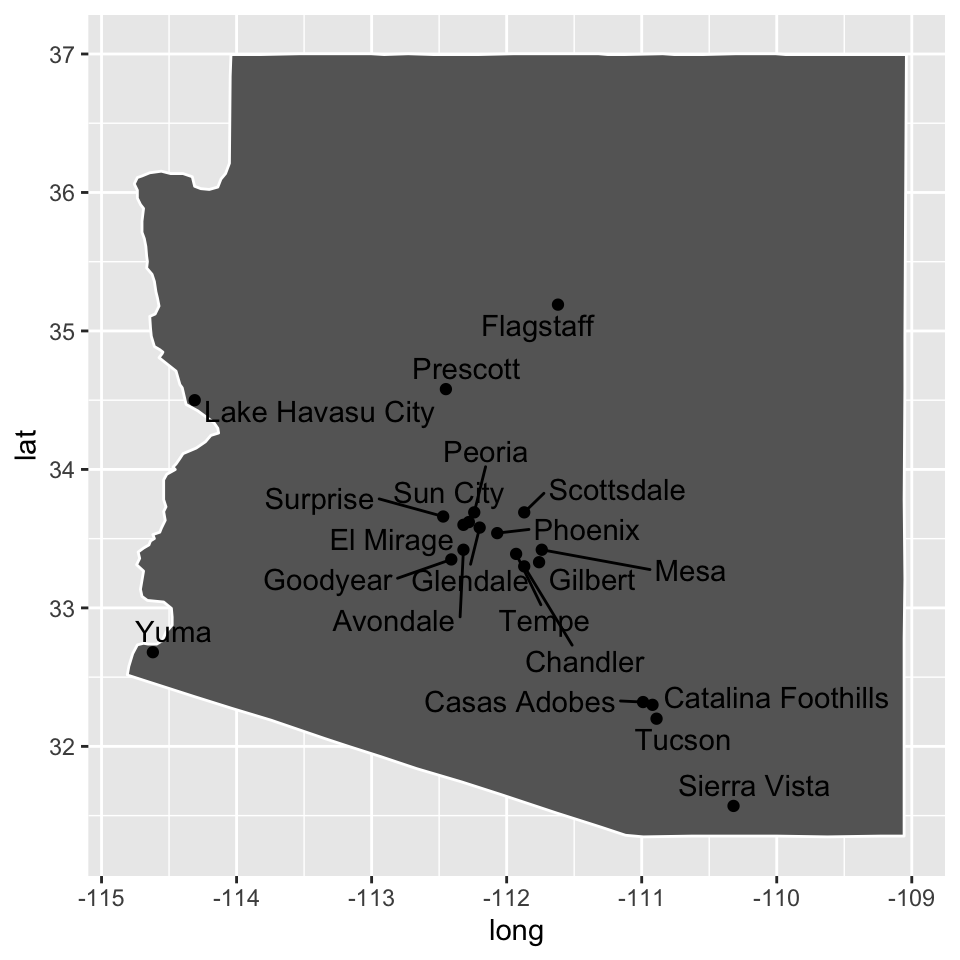 37
36
35
34
33
32
lat
Flagstaff
Prescott
Lake Havasu City
Peoria
Surprise
Sun City
Scottsdale
El Mirage
Phoenix
Goodyear
Glendale
Gilbert
Mesa
Avondale
Tempe
Yuma
Chandler
Casas Adobes
Catalina Foothills
Tucson
Sierra Vista
-115
-114
-113
-112
-111
-110
-109
long